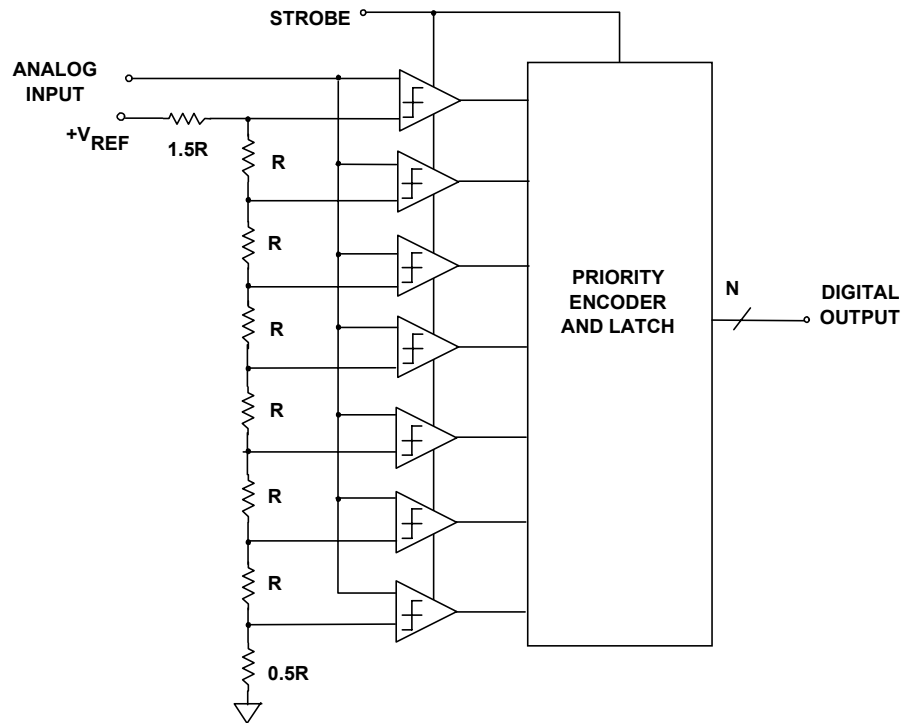 STROBE
ANALOG
INPUT
+VREF
1.5R
R
R
R
R
R
R
0.5R
PRIORITY
ENCODER
AND LATCH
N
DIGITAL
OUTPUT